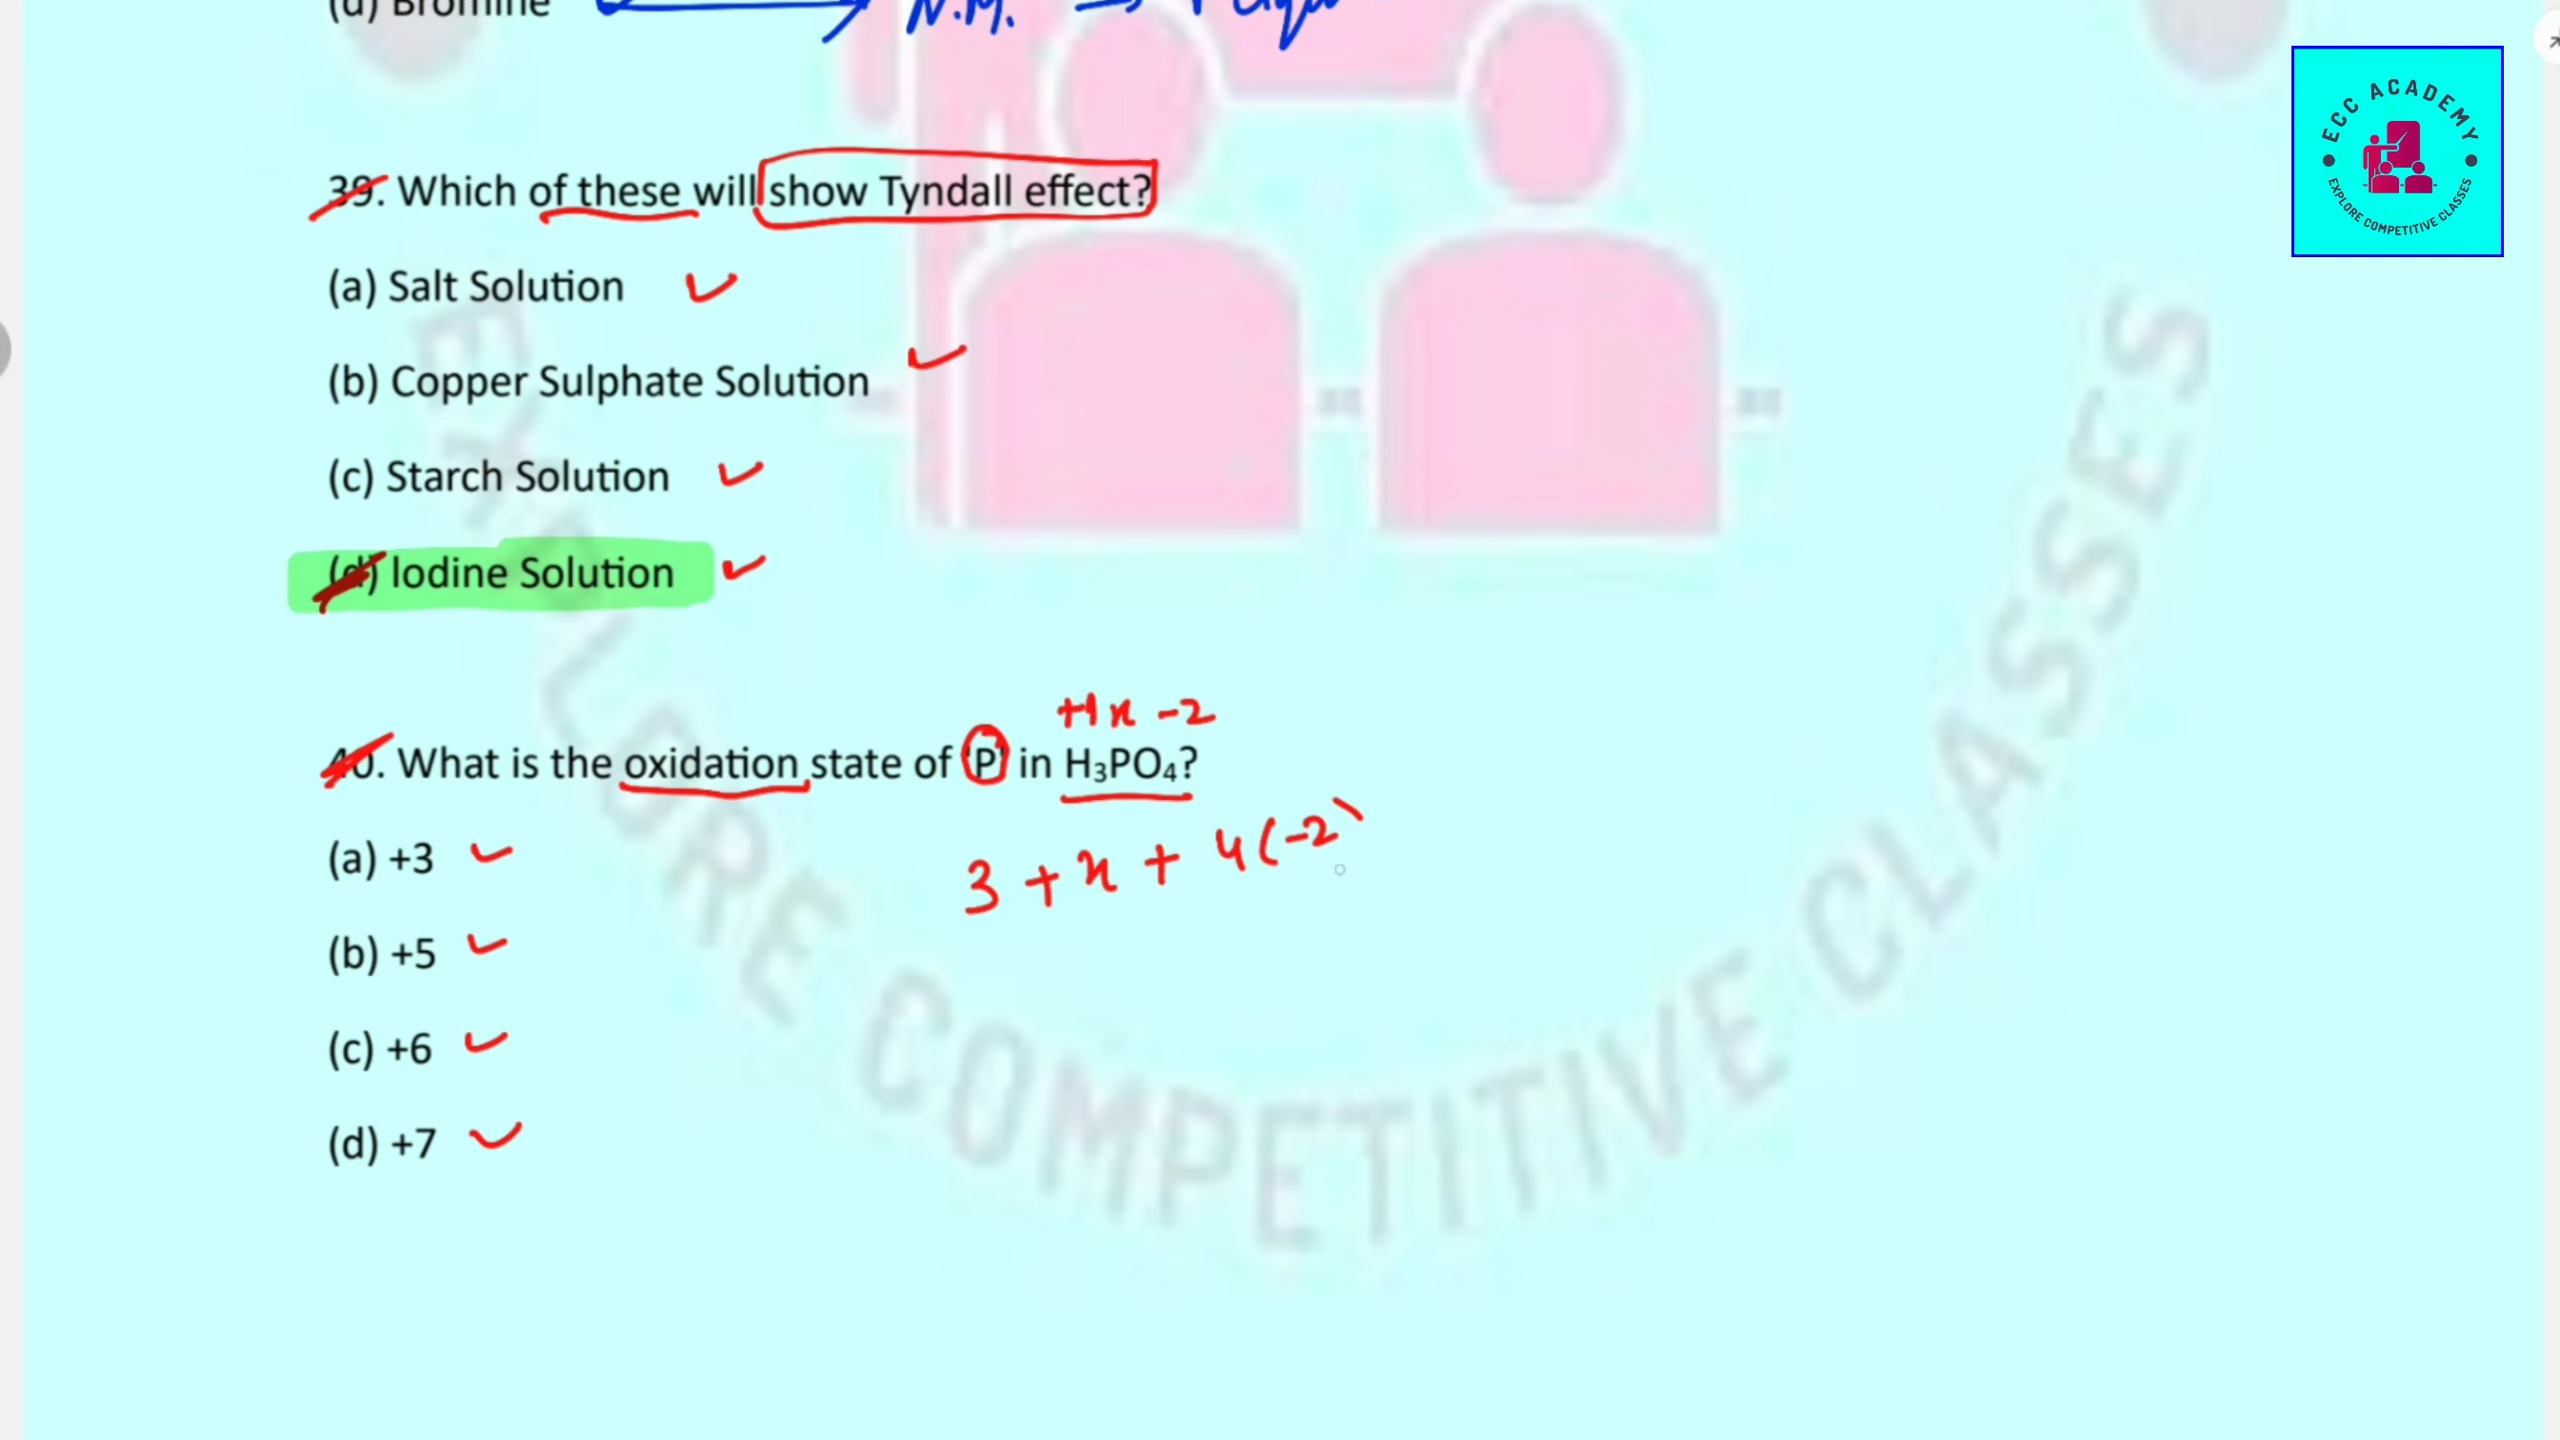 (d) Bromine N.M. →
39. Which of these will show Tyndall effect?
(a) Salt Solution
(b) Copper Sulphate Solution
(c) Starch Solution
(d) Iodine Solution
+1 x -2
40. What is the oxidation state of 'P' in H₃PO₄?
3 + x + 4(-2)
(a) +3
(b) +5
(c) +6
(d) +7
ECC ACADEMY
EXPLORE COMPETITIVE CLASSES
EXPLORE COMPETITIVE CLASSES